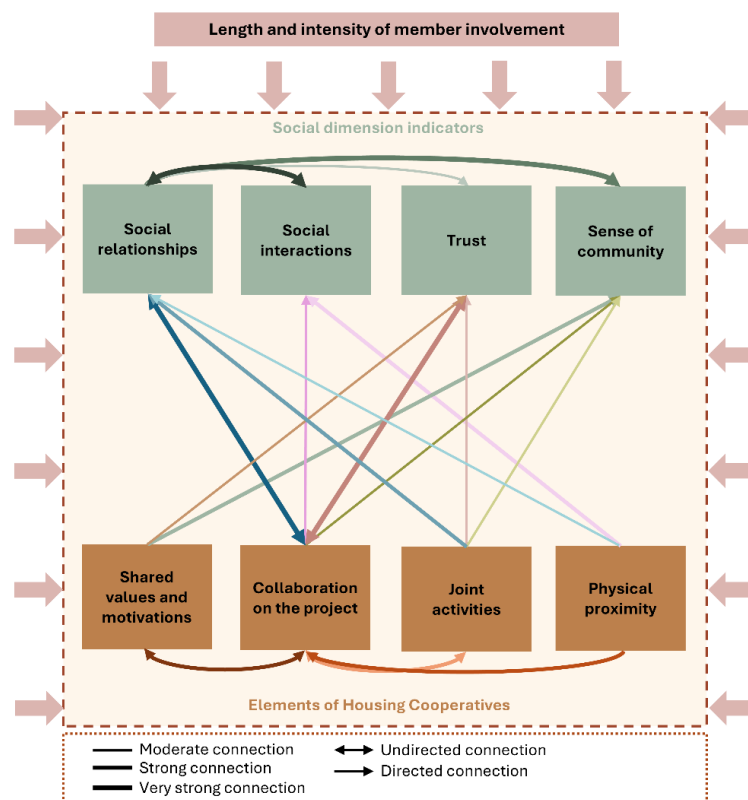 Length and intensity of member involvement
Social dimension indicators
Social
relationships
Social
interactions
Trust
Sense of
community
Shared
values and
motivations
Collaboration
on the project
Joint
activities
Physical
proximity
Elements of Housing Cooperatives
Moderate connection
Strong connection
Very strong connection
Undirected connection
Directed connection